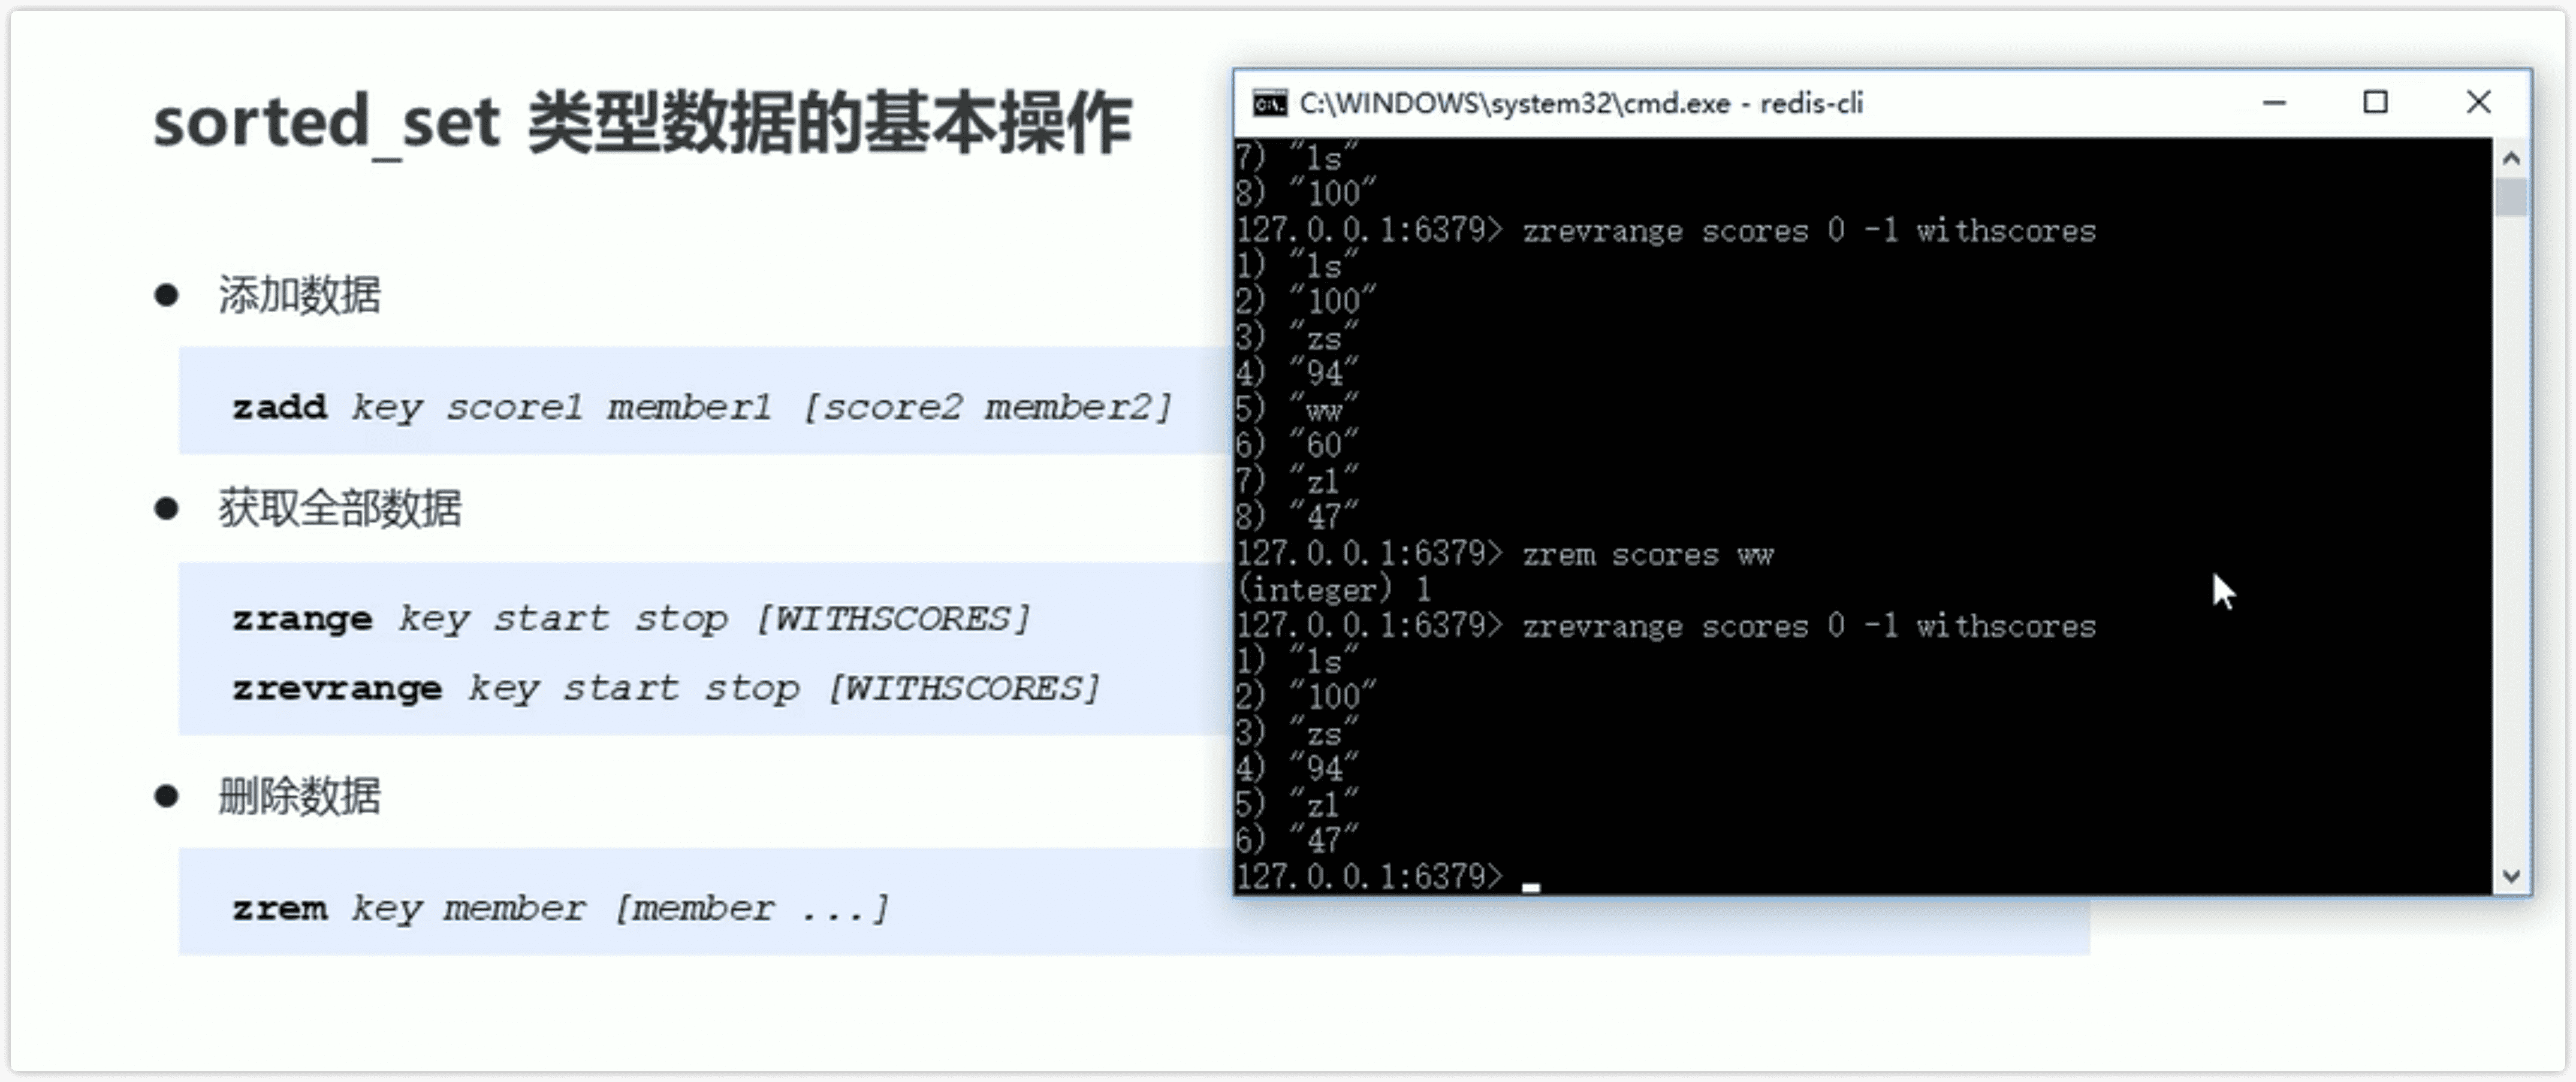 sorted_set 类型数据的基本操作
● 添加数据
zadd key score1 member1 [score2 member2]
● 获取全部数据
zrange key start stop [WITHSCORES]
zrevrange key start stop [WITHSCORES]
● 删除数据
zrem key member [member ...]
C:\WINDOWS\system32\cmd.exe - redis-cli
7) "ls"
8) "100"
127.0.0.1:6379> zrevrange scores 0 -1 withscores
1) "ls"
2) "100"
3) "zs"
4) "94"
5) "ww"
6) "60"
7) "zl"
8) "47"
127.0.0.1:6379> zrem scores ww
(integer) 1
127.0.0.1:6379> zrevrange scores 0 -1 withscores
1) "ls"
2) "100"
3) "zs"
4) "94"
5) "zl"
6) "47"
127.0.0.1:6379>